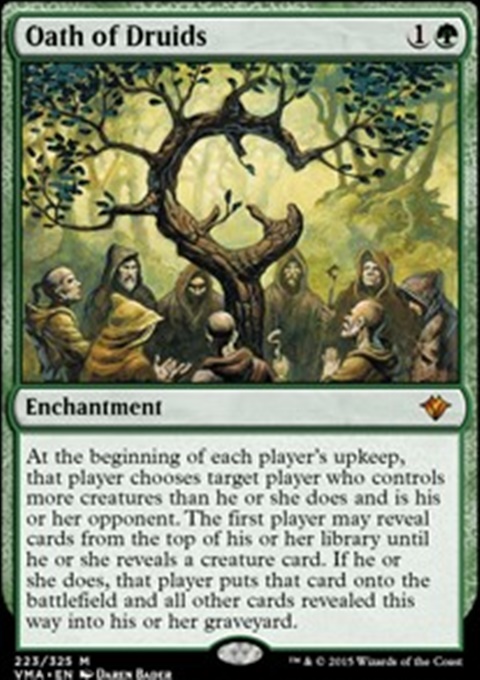 Oath of Druids 1
Enchantment
At the beginning of each player's upkeep,
that player chooses target player who controls
more creatures than he or she does and is his
or her opponent. The first player may reveal
cards from the top of his or her library until
he or she reveals a creature card. If he or
she does, that player puts that card onto the
battlefield and all other cards revealed this
way into his or her graveyard.
223/325 M
VMA • EN Daren Bader
™ & © 2015 Wizards of the Coast